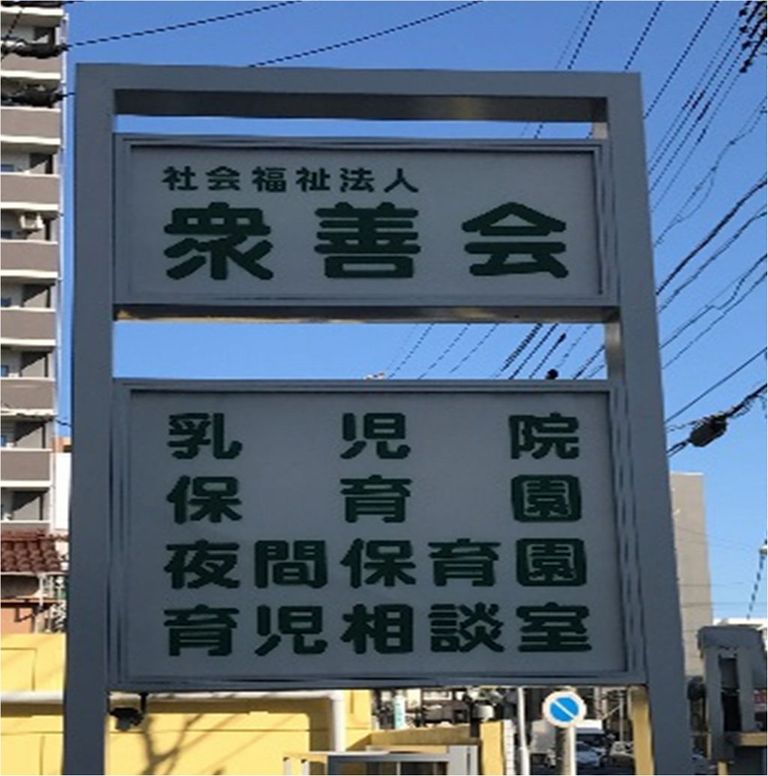 社会福祉法人
衆善会
乳児院
保育園
夜間保育園
育児相談室